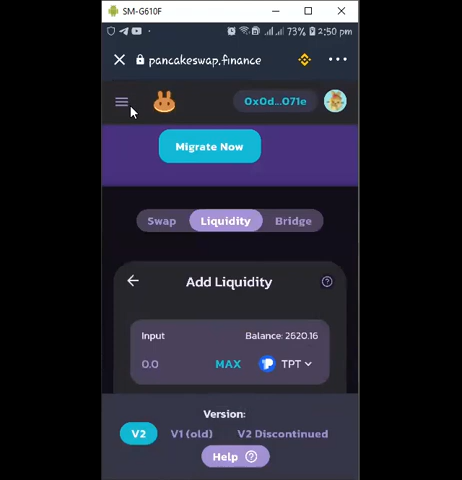 SM-G610F
73% 2:50 pm
pancakeswap.finance
0x0d...071e
Migrate Now
Swap Liquidity Bridge
Add Liquidity
Input Balance: 2620.16
0.0 MAX TPT
Version:
V2 V1 (old) V2 Discontinued
Help